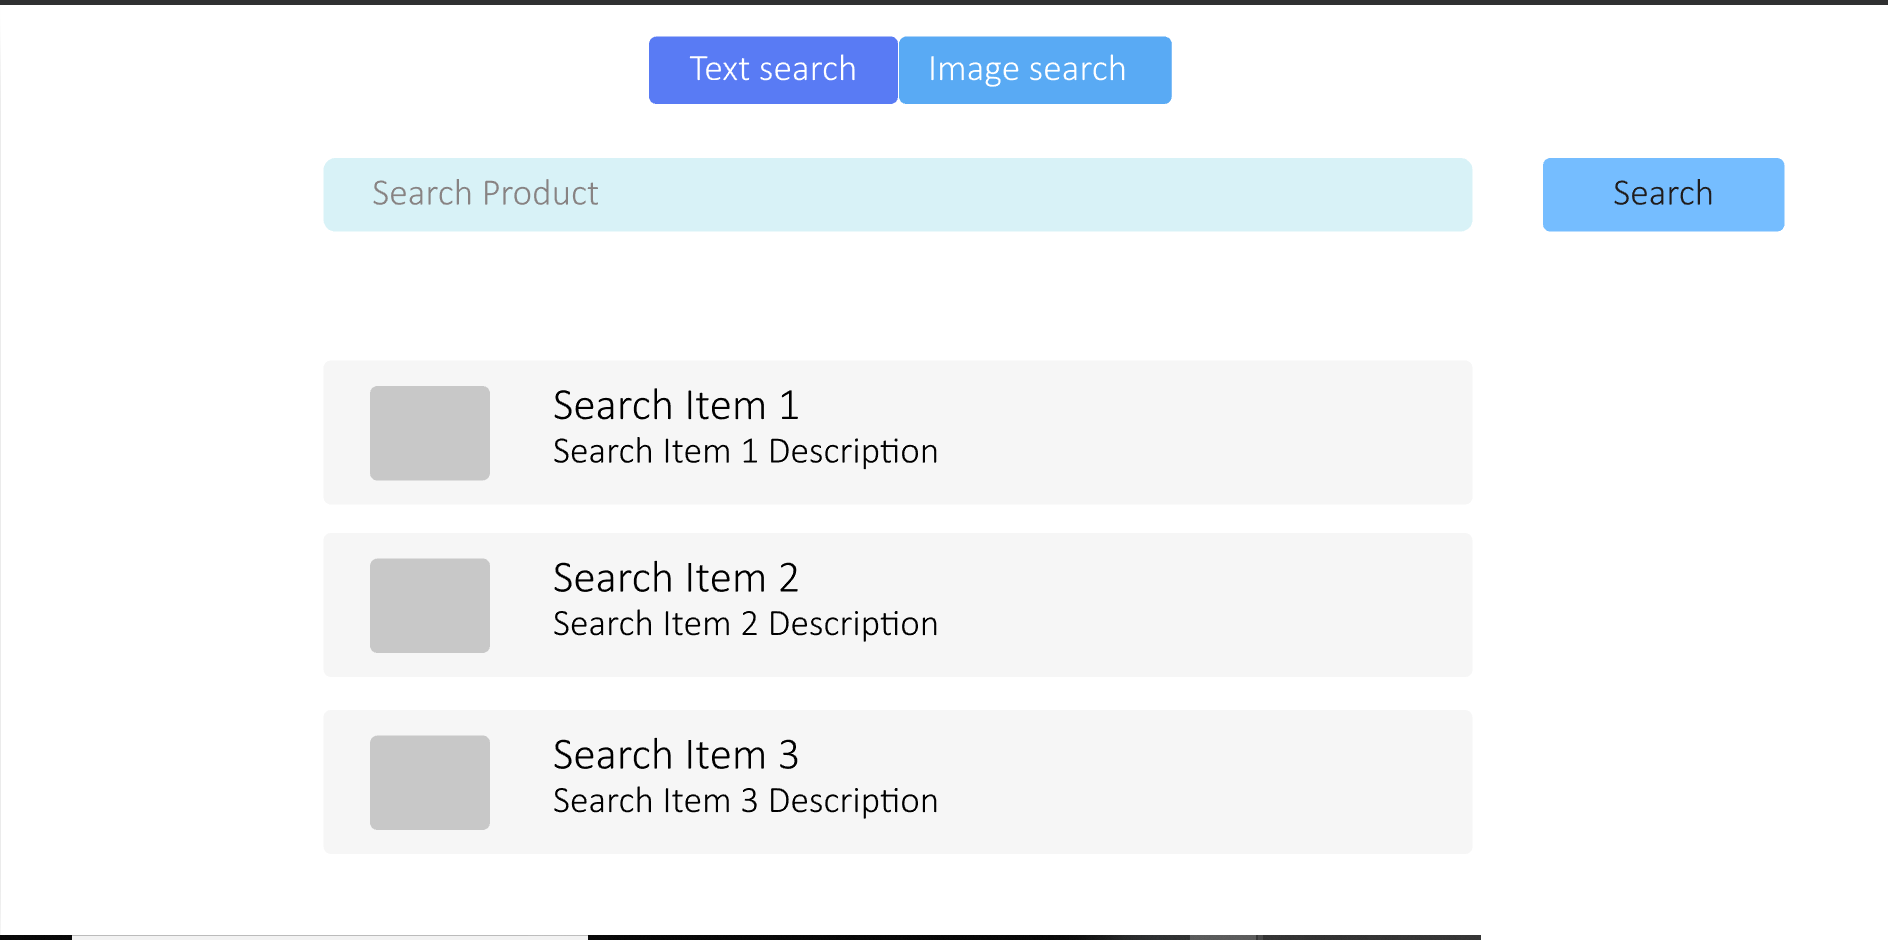 Text search Image search
Search Product Search
Search Item 1
Search Item 1 Description
Search Item 2
Search Item 2 Description
Search Item 3
Search Item 3 Description